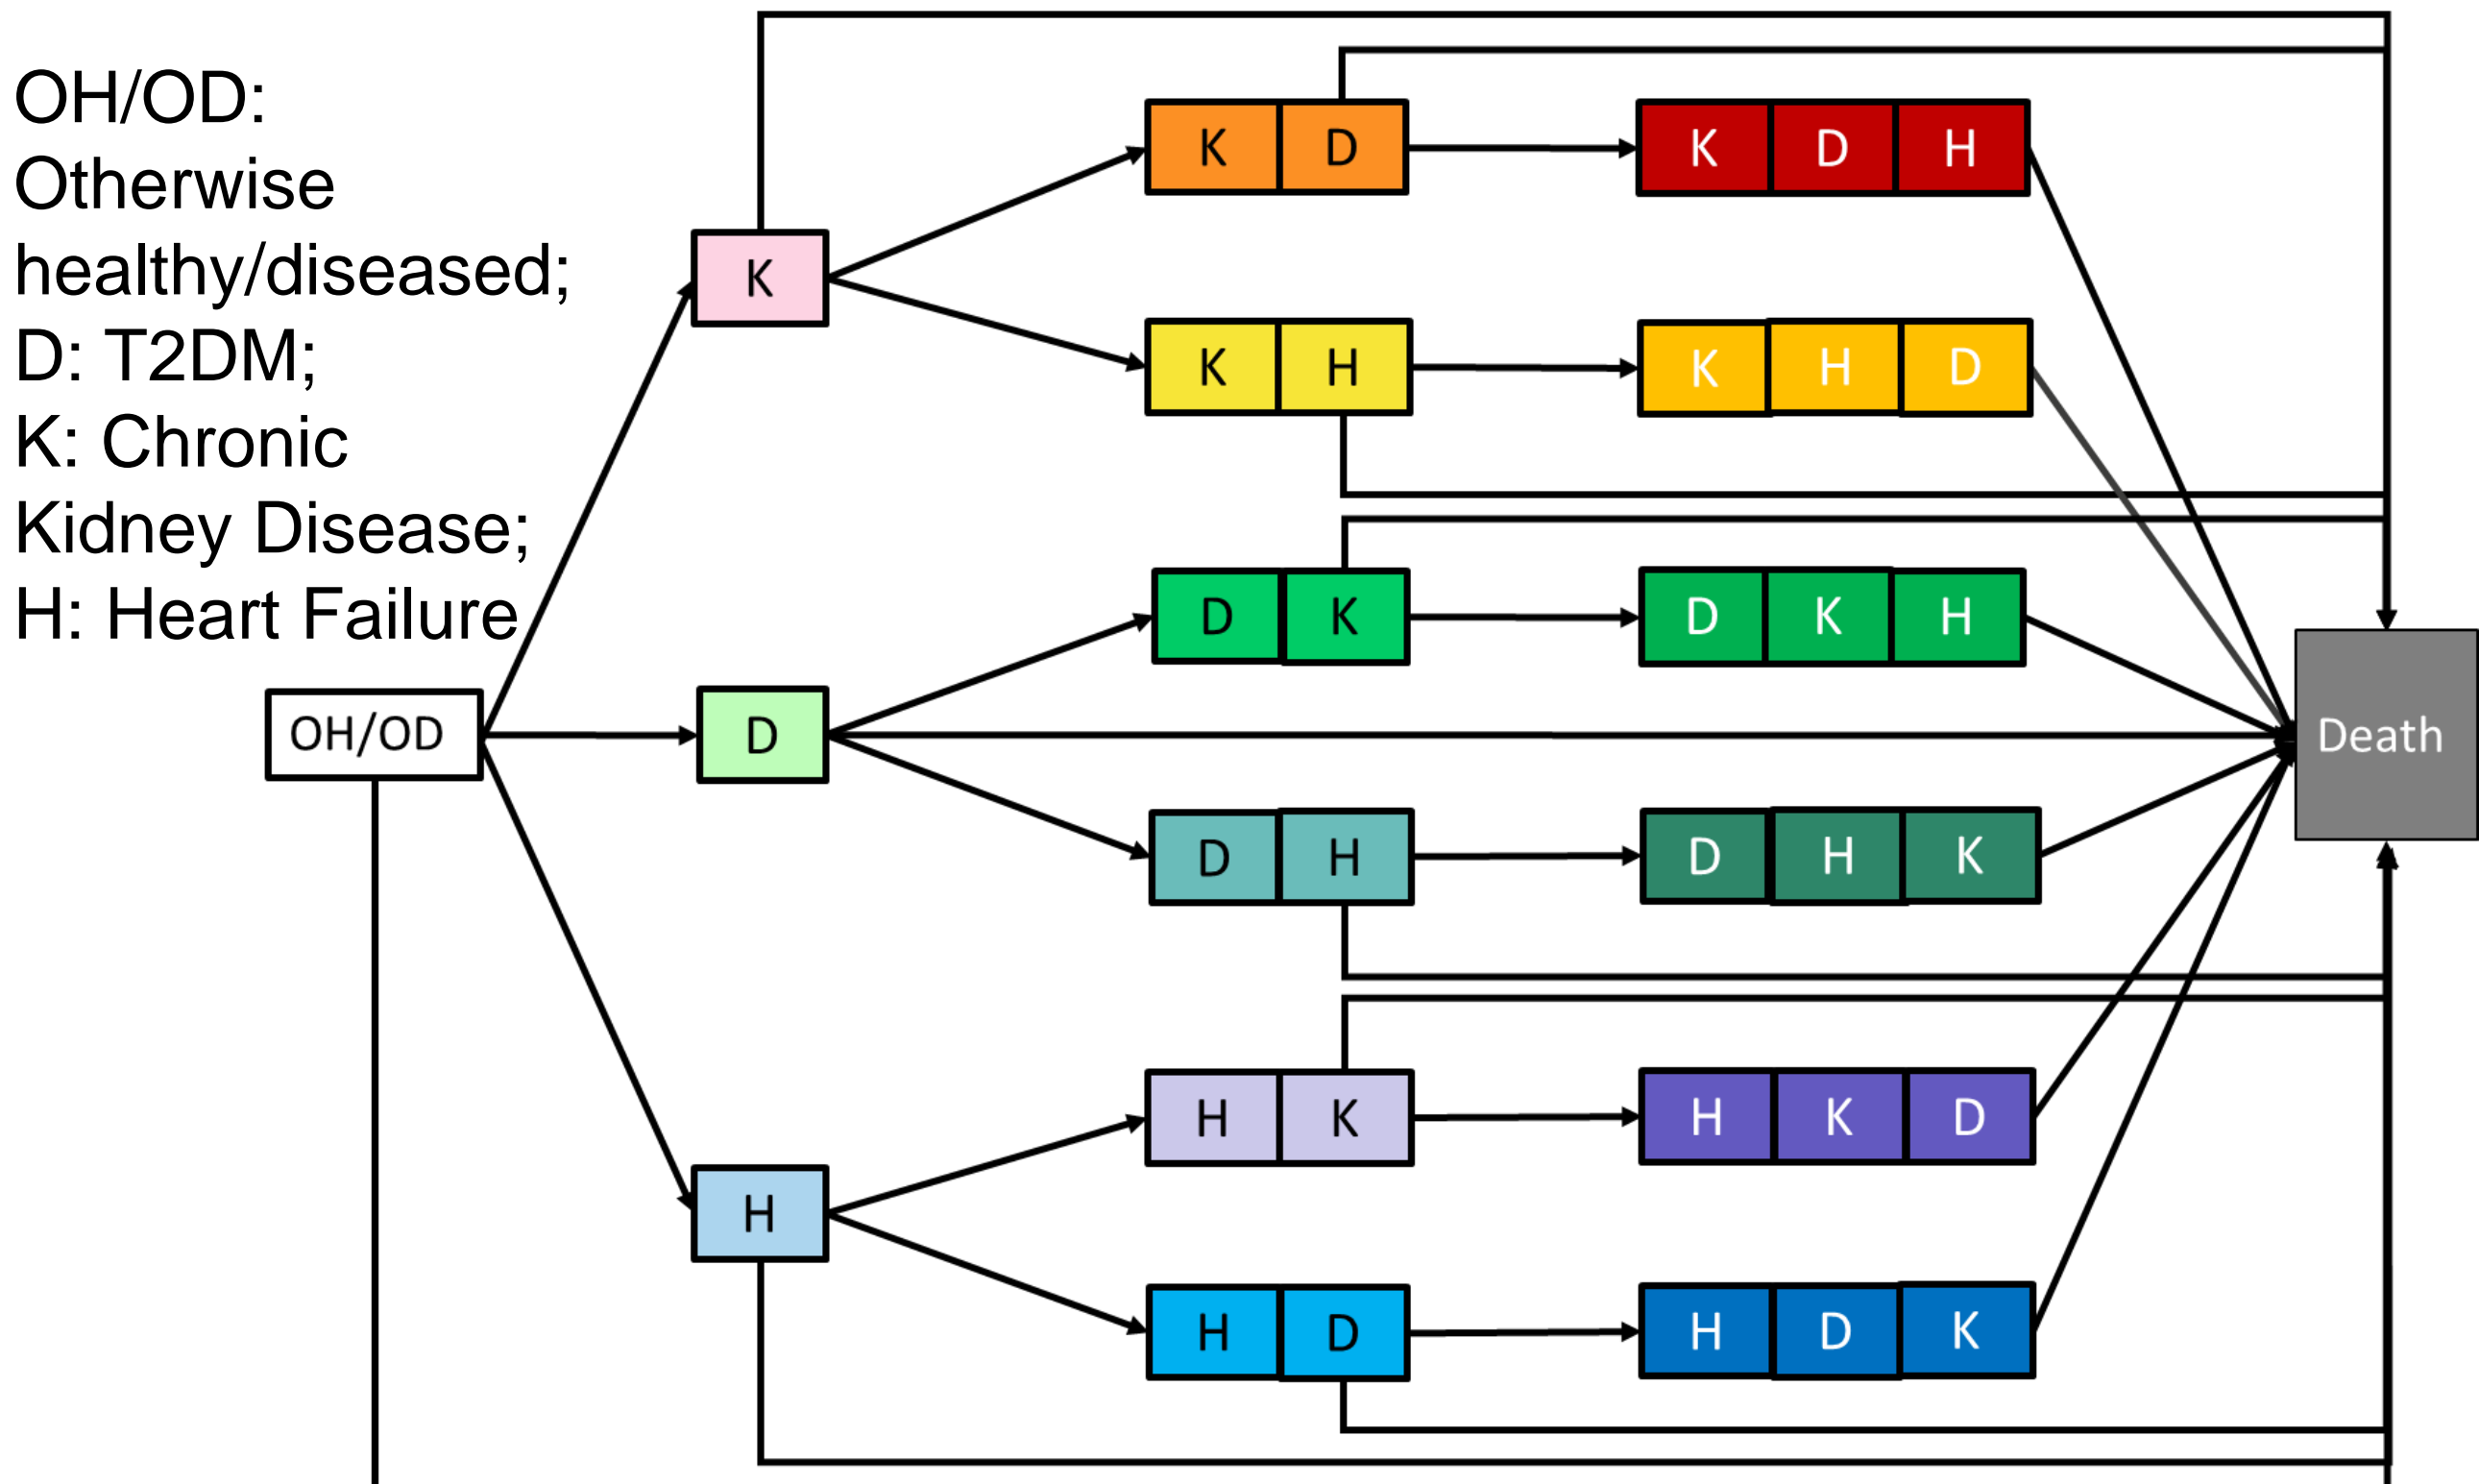 OH/OD:
Otherwise
healthy/diseased;
D: T2DM;
K: Chronic
Kidney Disease;
H: Heart Failure
K D
K D H
K
K H
K H D
D K
D K H
OH/OD
D
Death
D H
D H K
H K
H K D
H
H D
H D K